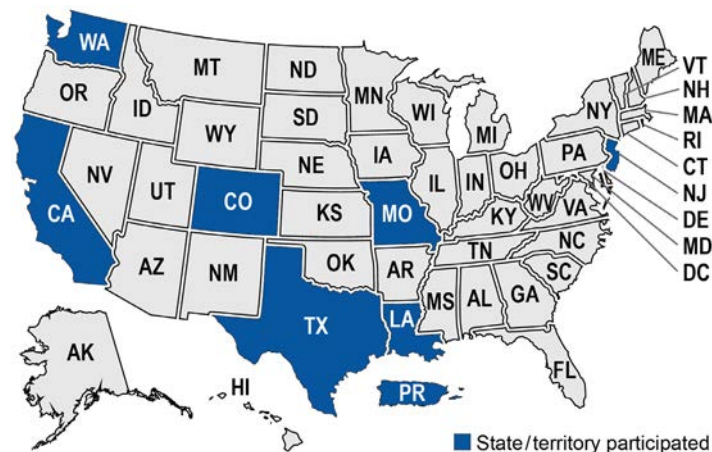 WA
MT
ND
MN
ME
VT
NH
OR
ID
SD
WI
NY
MA
WY
MI
RI
IA
PA
CT
NE
NV
UT
IL
IN
OH
NJ
CA
CO
KS
MO
WV
VA
DE
KY
MD
NC
DC
TN
AZ
NM
OK
AR
SC
MS
AL
GA
TX
LA
AK
HI
FL
PR
State/territory participated